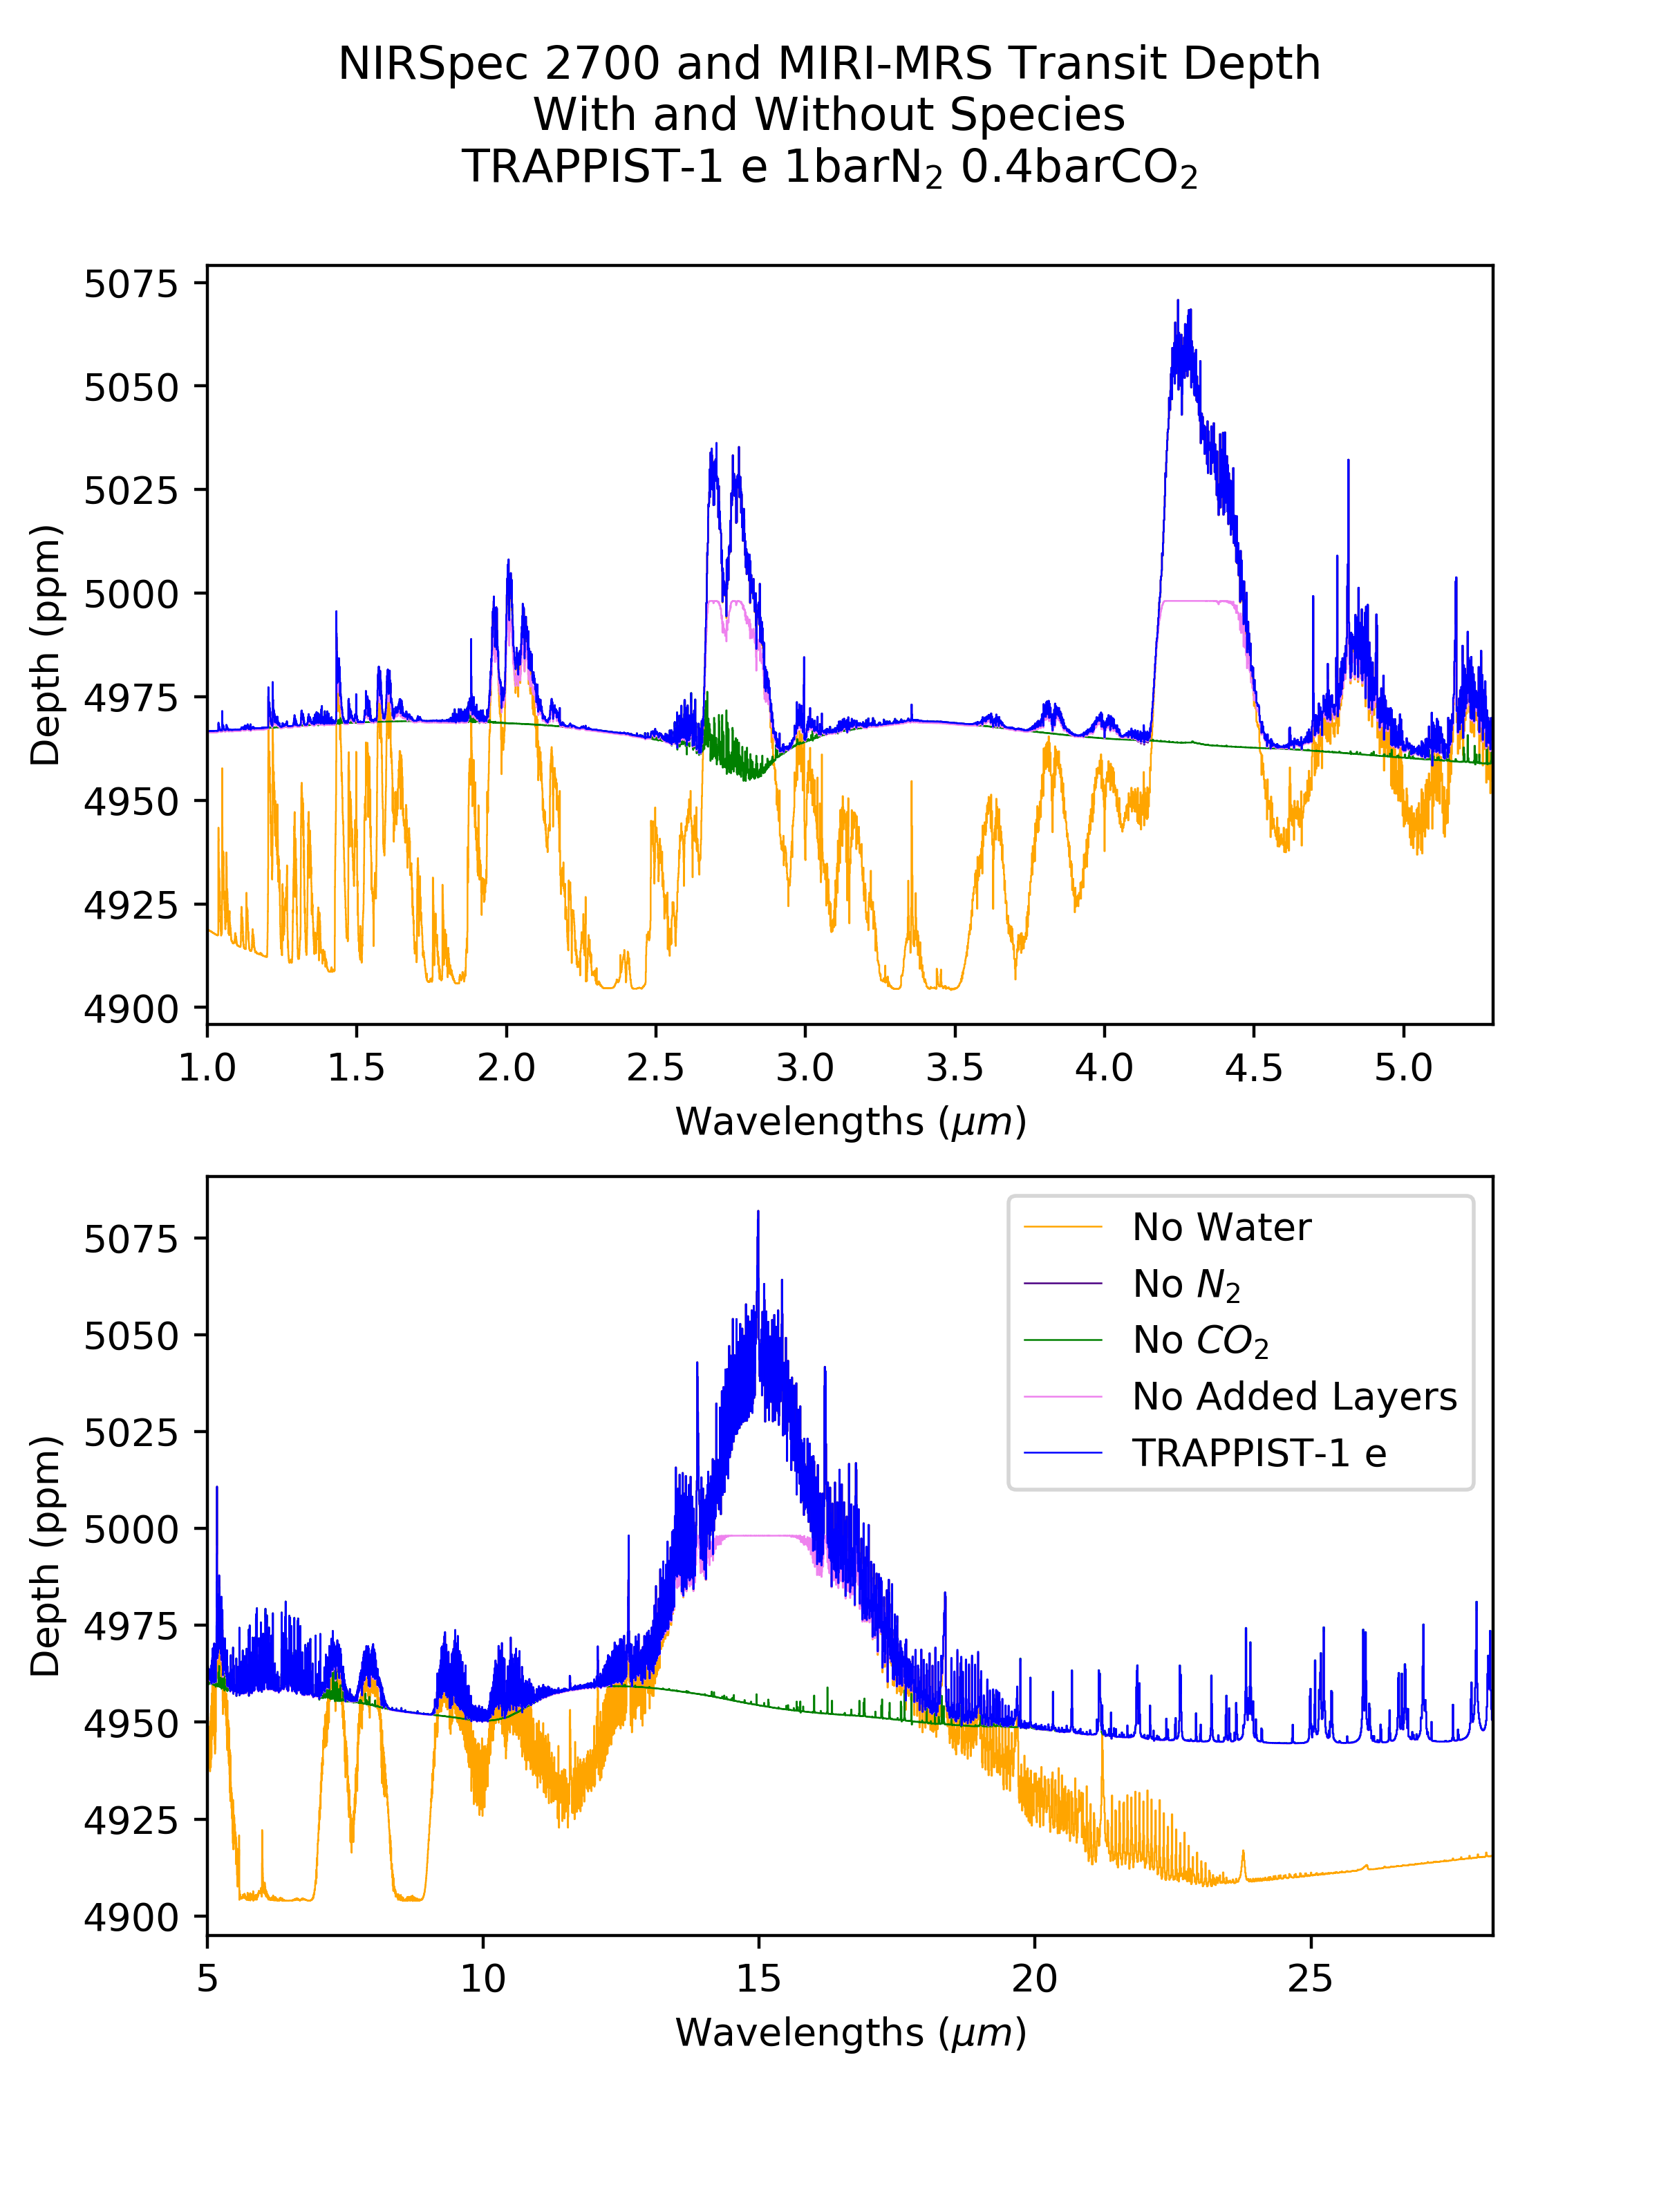 NIRSpec 2700 and MIRI-MRS Transit Depth
With and Without Species
TRAPPIST-1 e 1barN₂ 0.4barCO₂
5075
5050
5025
5000
4975
4950
4925
4900
Depth (ppm)
1.0 1.5 2.0 2.5 3.0 3.5 4.0 4.5 5.0
Wavelengths (μm)
5075
5050
5025
5000
4975
4950
4925
4900
Depth (ppm)
No Water
No N₂
No CO₂
No Added Layers
TRAPPIST-1 e
5 10 15 20 25
Wavelengths (μm)